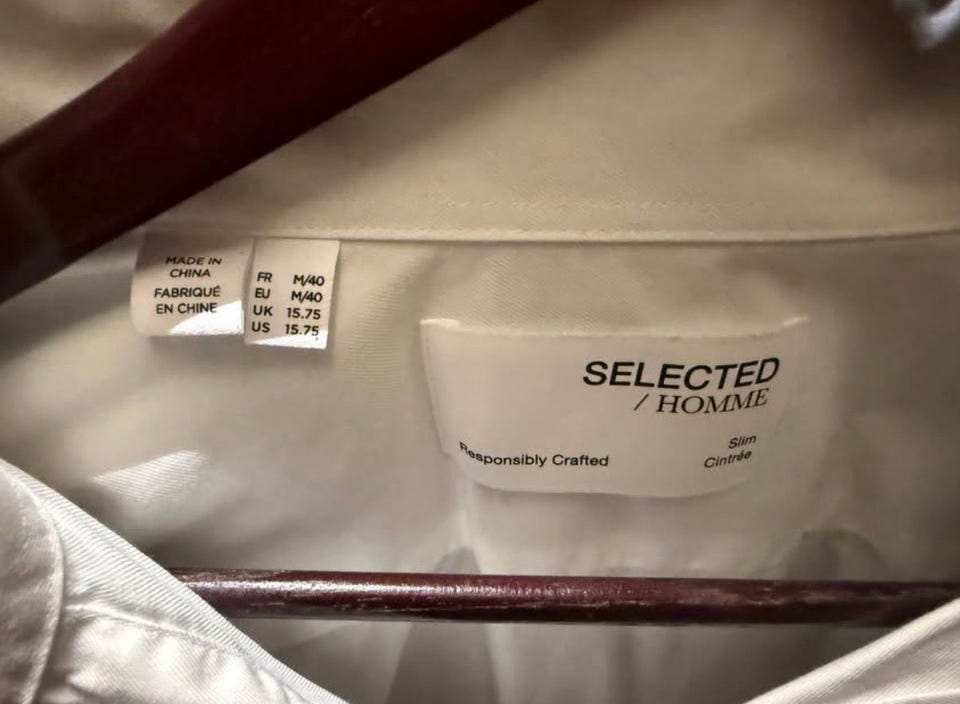 MADE IN
CHINA
FABRIQUÉ
EN CHINE
FR M/40
EU M/40
UK 15.75
US 15.75
SELECTED
/ HOMME
Responsibly Crafted
Slim
Cintrée